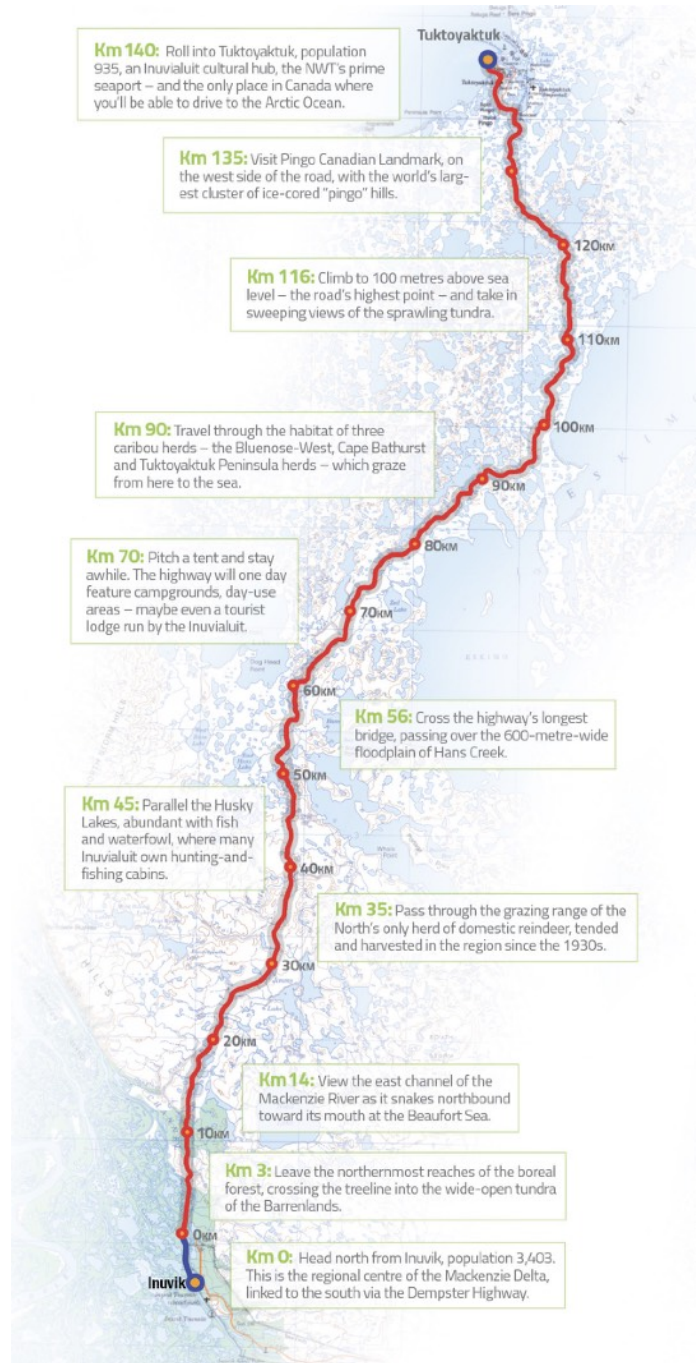 Tuktoyaktuk
Km 140: Roll into Tuktoyaktuk, population
935, an Inuvialuit cultural hub, the NWT's prime
seaport – and the only place in Canada where
you'll be able to drive to the Arctic Ocean.
Km 135: Visit Pingo Canadian Landmark, on
the west side of the road, with the world's larg-
est cluster of ice-cored "pingo" hills.
120KM
Km 116: Climb to 100 metres above sea
level – the road's highest point – and take in
sweeping views of the sprawling tundra.
110KM
100KM
Km 90: Travel through the habitat of three
caribou herds – the Bluenose-West, Cape Bathurst
and Tuktoyaktuk Peninsula herds – which graze
from here to the sea.
90KM
80KM
Km 70: Pitch a tent and stay
awhile. The highway will one day
feature campgrounds, day-use
areas – maybe even a tourist
lodge run by the Inuvialuit.
70KM
60KM
Km 56: Cross the highway's longest
bridge, passing over the 600-metre-wide
floodplain of Hans Creek.
50KM
Km 45: Parallel the Husky
Lakes, abundant with fish
and waterfowl, where many
Inuvialuit own hunting-and-
fishing cabins.
40KM
Km 35: Pass through the grazing range of the
North's only herd of domestic reindeer, tended
and harvested in the region since the 1930s.
30KM
HILLS
20KM
Km 14: View the east channel of the
Mackenzie River as it snakes northbound
toward its mouth at the Beaufort Sea.
10KM
Km 3: Leave the northernmost reaches of the boreal
forest, crossing the treeline into the wide-open tundra
of the Barrenlands.
0KM
Km 0: Head north from Inuvik, population 3,403.
This is the regional centre of the Mackenzie Delta,
linked to the south via the Dempster Highway.
Inuvik